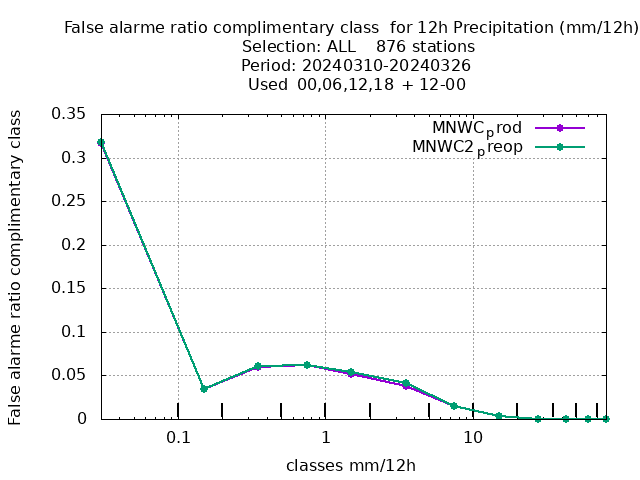 False alarme ratio complimentary class  for 12h Precipitation (mm/12h)
Selection: ALL    876 stations
Period: 20240310-20240326
Used  00,06,12,18  + 12-00
False alarme ratio complimentary class
0.35
0.3
0.25
0.2
0.15
0.1
0.05
0
MNWCprod
MNWC2preop
0.1
1
10
classes mm/12h